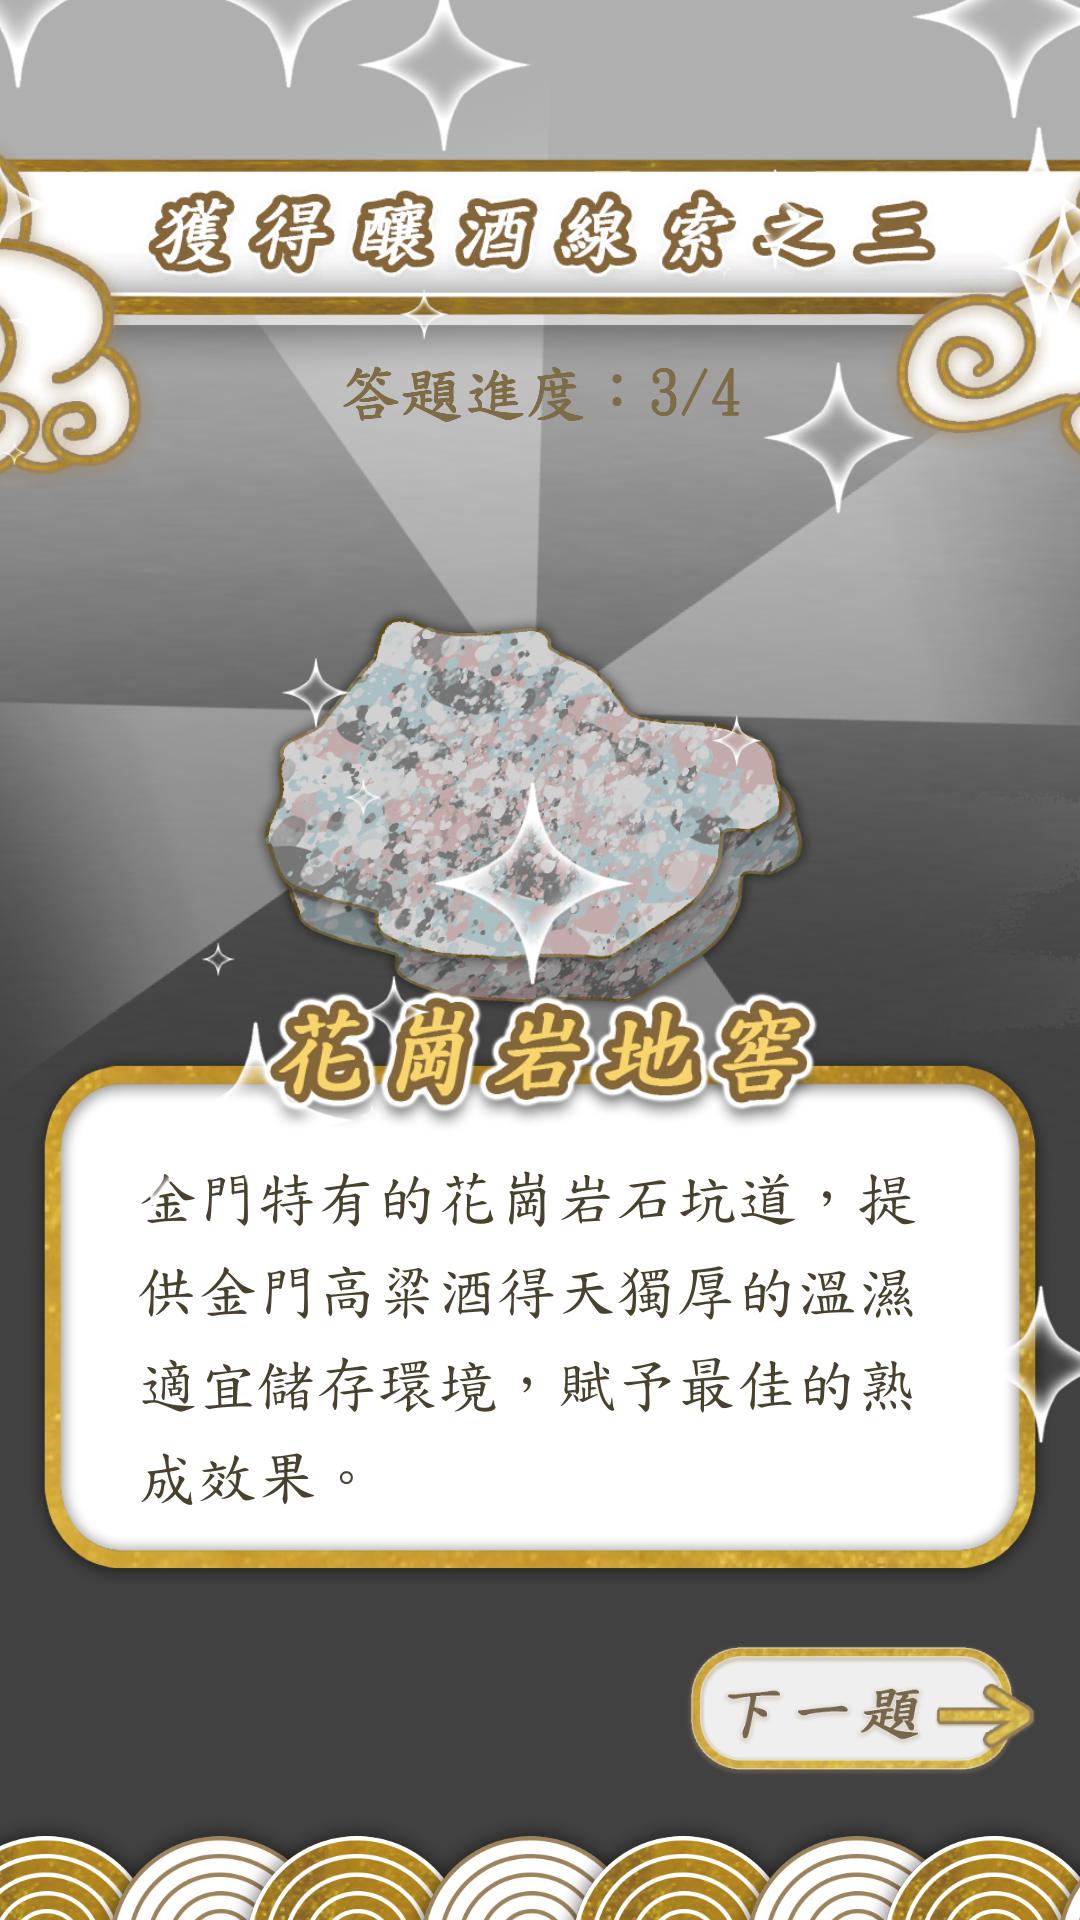 獲得釀酒線索之三
答題進度：3/4
花崗岩地窖
金門特有的花崗岩石坑道，提
供金門高粱酒得天獨厚的溫濕
適宜儲存環境，賦予最佳的熟
成效果。
下一題